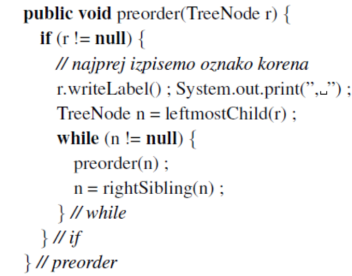 public void preorder(TreeNode r) {
if (r != null) {
// najprej izpisemo oznako korena
r.writeLabel() ; System.out.print(”,␣”) ;
TreeNode n = leftmostChild(r) ;
while (n != null) {
preorder(n) ;
n = rightSibling(n) ;
} // while
} // if
} // preorder